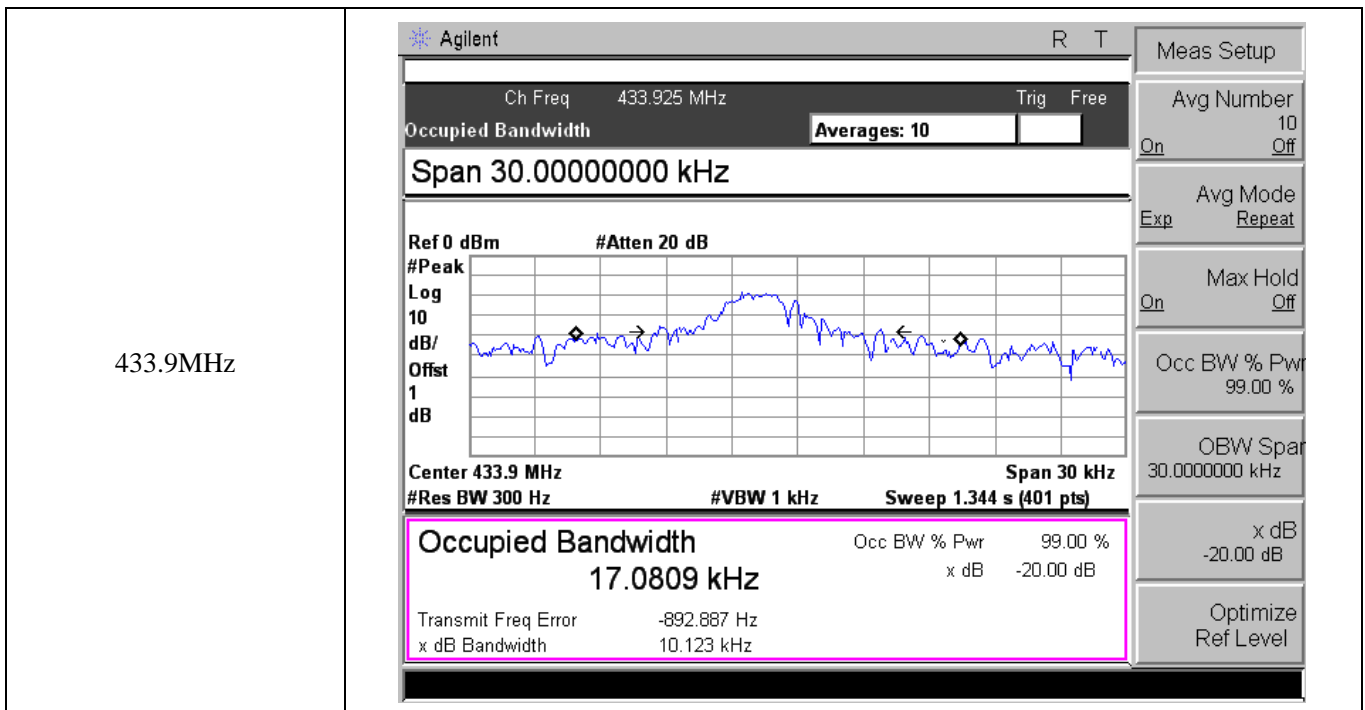 433.9MHz
Agilent R T
Ch Freq 433.925 MHz Trig Free
Occupied Bandwidth Averages: 10
Span 30.00000000 kHz
Ref 0 dBm #Atten 20 dB
#Peak
Log
10
dB/
Offst
1
dB
Center 433.9 MHz Span 30 kHz
#Res BW 300 Hz #VBW 1 kHz Sweep 1.344 s (401 pts)
Occupied Bandwidth Occ BW % Pwr 99.00 %
17.0809 kHz x dB -20.00 dB
Transmit Freq Error -892.887 Hz
x dB Bandwidth 10.123 kHz
Meas Setup
Avg Number
10
On Off
Avg Mode
Exp Repeat
Max Hold
On Off
Occ BW % Pwr
99.00 %
OBW Span
30.0000000 kHz
x dB
-20.00 dB
Optimize
Ref Level